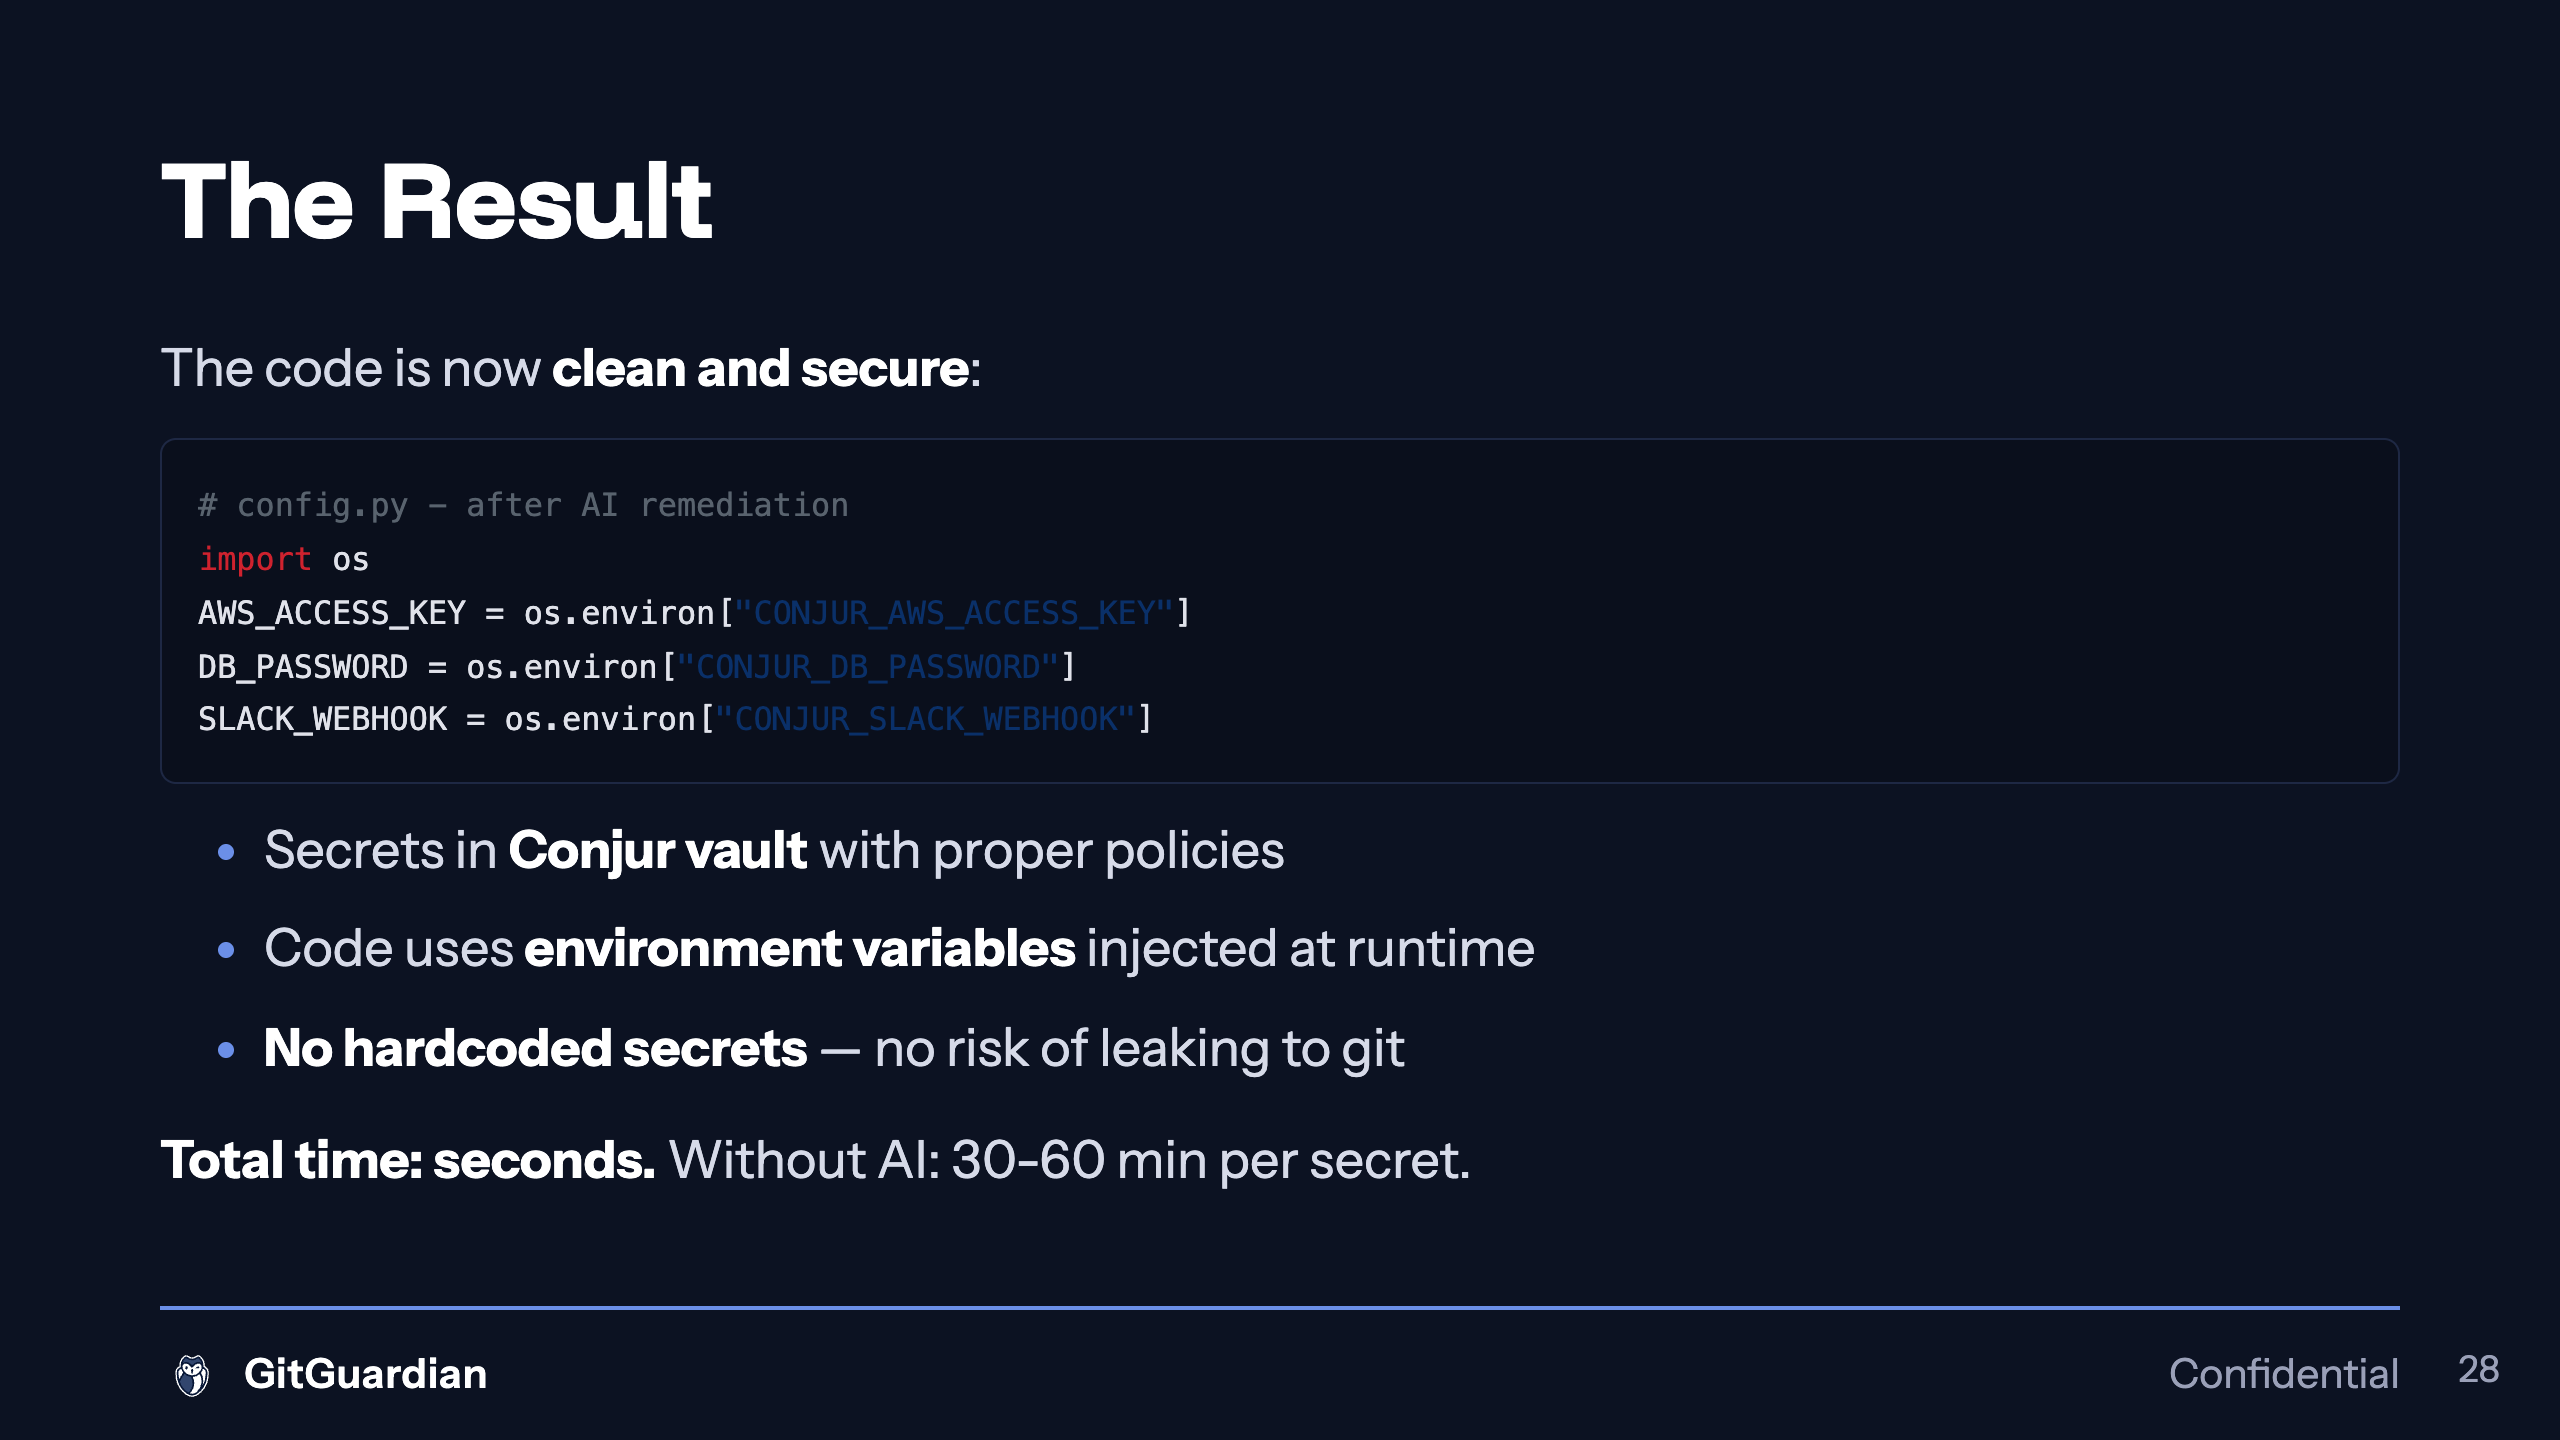 The Result
The code is now clean and secure:
# config.py – after AI remediation
import os
AWS_ACCESS_KEY = os.environ["CONJUR_AWS_ACCESS_KEY"]
DB_PASSWORD = os.environ["CONJUR_DB_PASSWORD"]
SLACK_WEBHOOK = os.environ["CONJUR_SLACK_WEBHOOK"]
• Secrets in Conjur vault with proper policies
• Code uses environment variables injected at runtime
• No hardcoded secrets — no risk of leaking to git
Total time: seconds. Without AI: 30-60 min per secret.
GitGuardian
Confidential 28